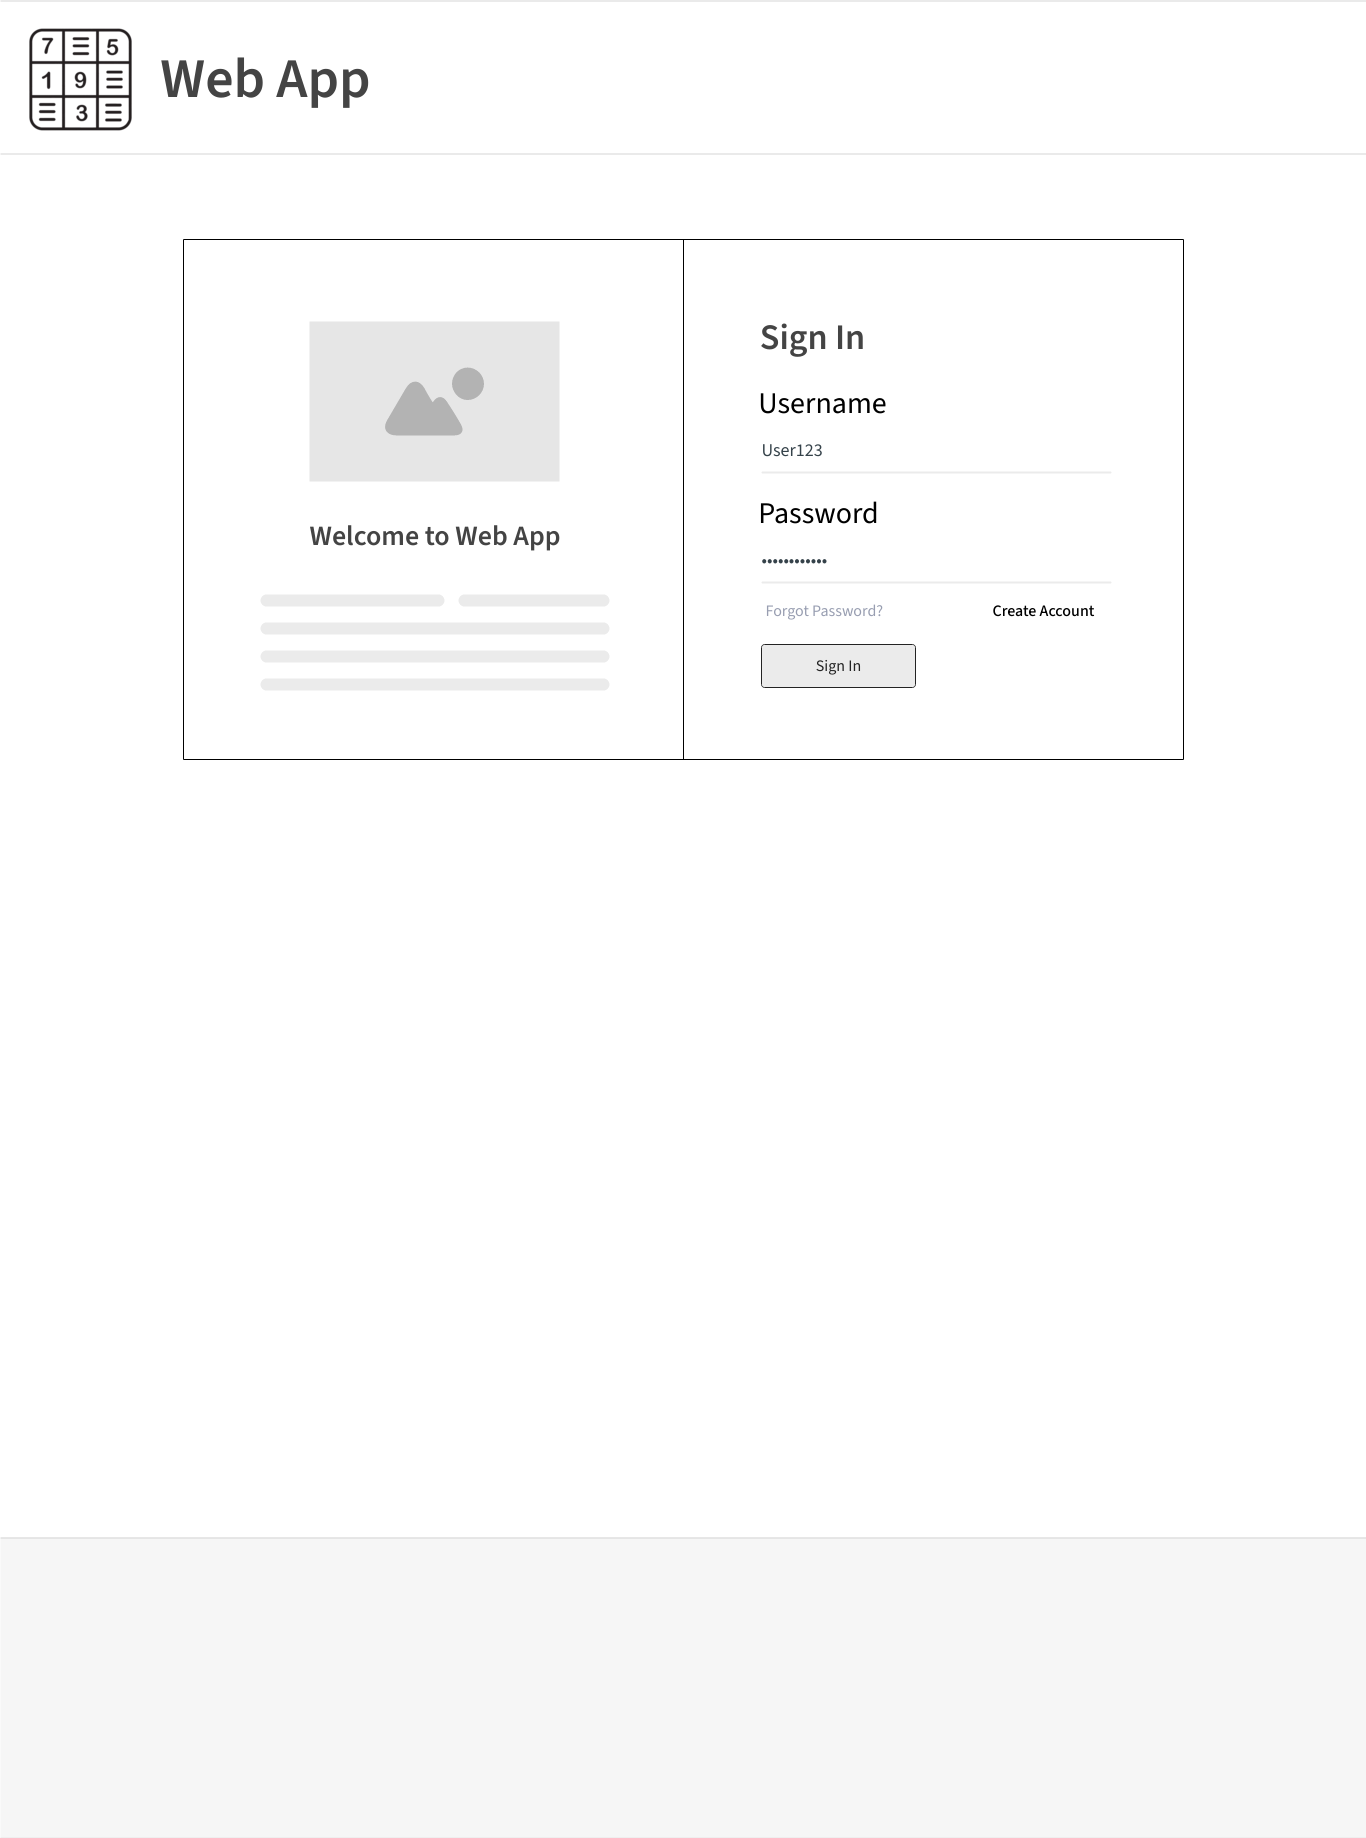 7 5
1 9
3
Web App
Welcome to Web App
Sign In
Username
User123
Password
••••••••••••
Forgot Password? Create Account
Sign In